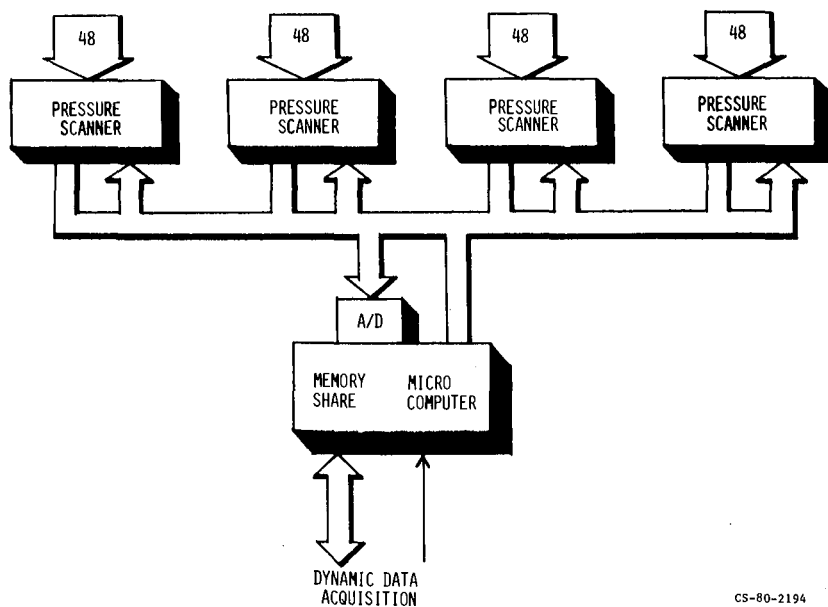 48
48
48
48
PRESSURE
SCANNER
PRESSURE
SCANNER
PRESSURE
SCANNER
PRESSURE
SCANNER
A/D
MEMORY
SHARE
MICRO
COMPUTER
DYNAMIC DATA
ACQUISITION
CS-80-2194